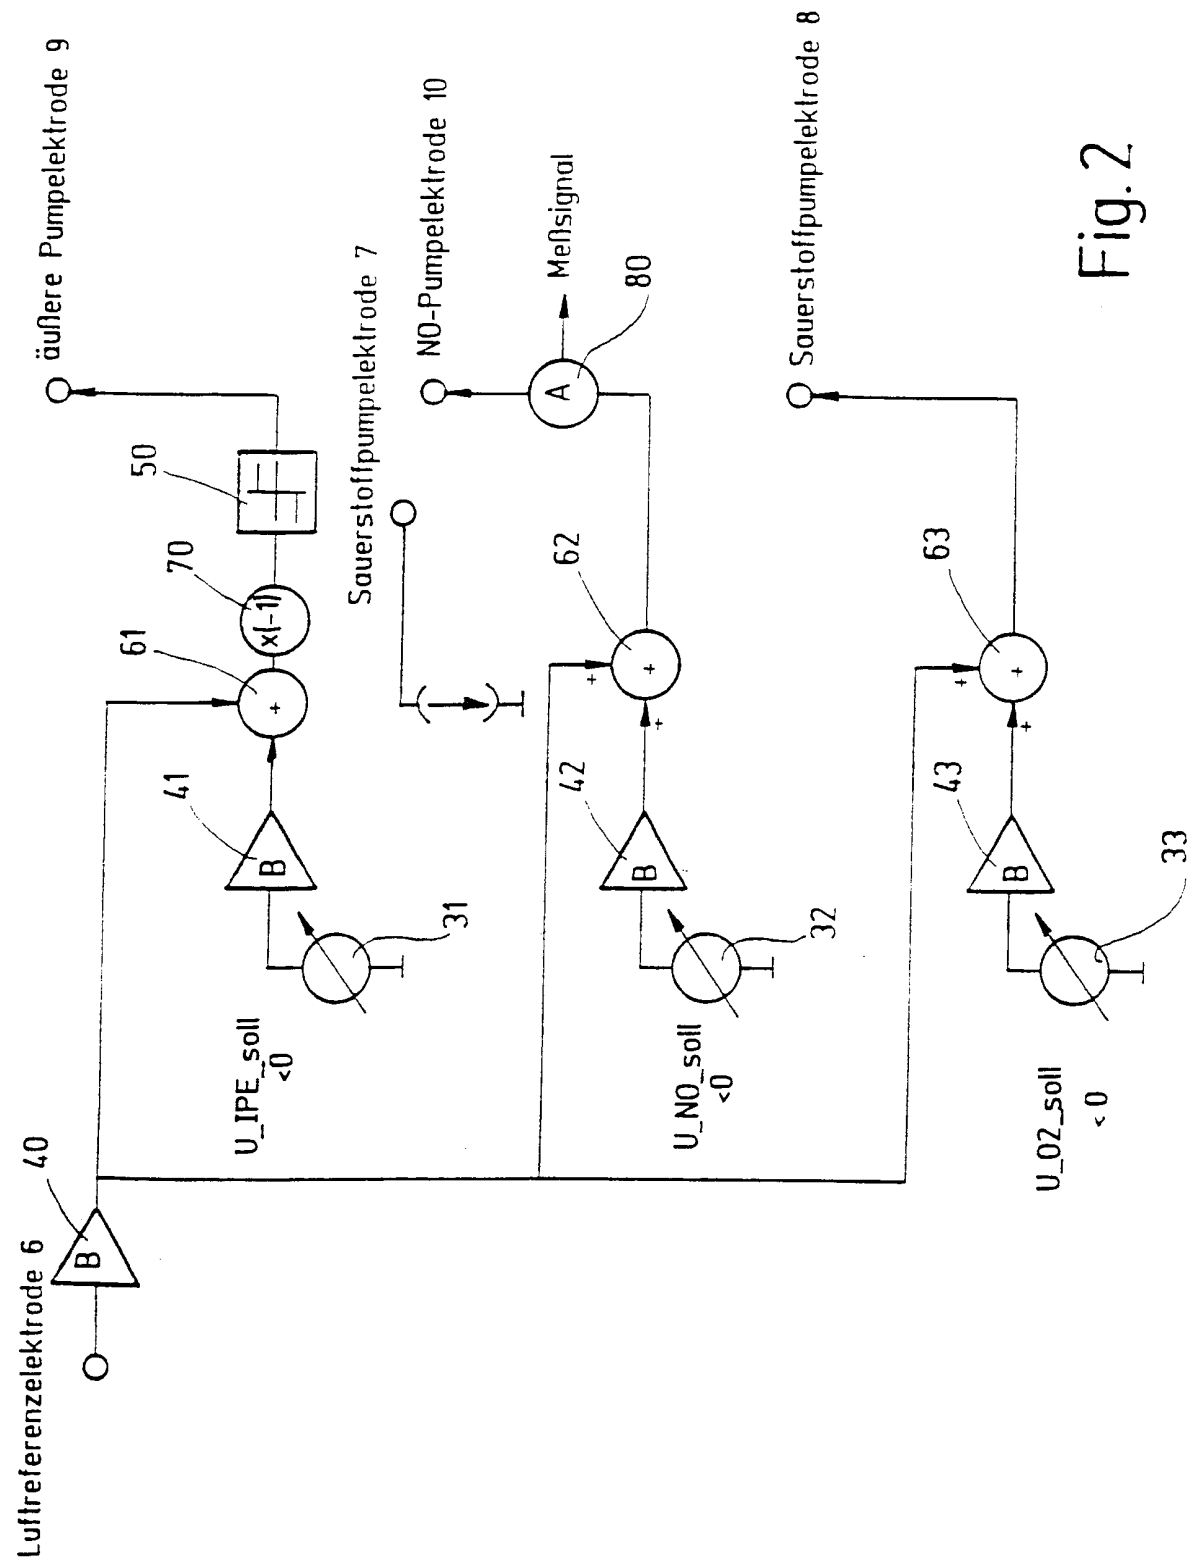 Luftreferenzelektrode 6
40
B
äußere Pumpelektrode 9
50
70
61
x(-1)
+
41
B
31
U_IPE_soll
<0
Sauerstoffpumpelektrode 7
NO-Pumpelektrode 10
Meßsignal
A
80
62
+
+
+
42
B
32
U_NO_soll
<0
Sauerstoffpumpelektrode 8
63
+
+
+
43
B
33
U_O2_soll
<0
Fig. 2